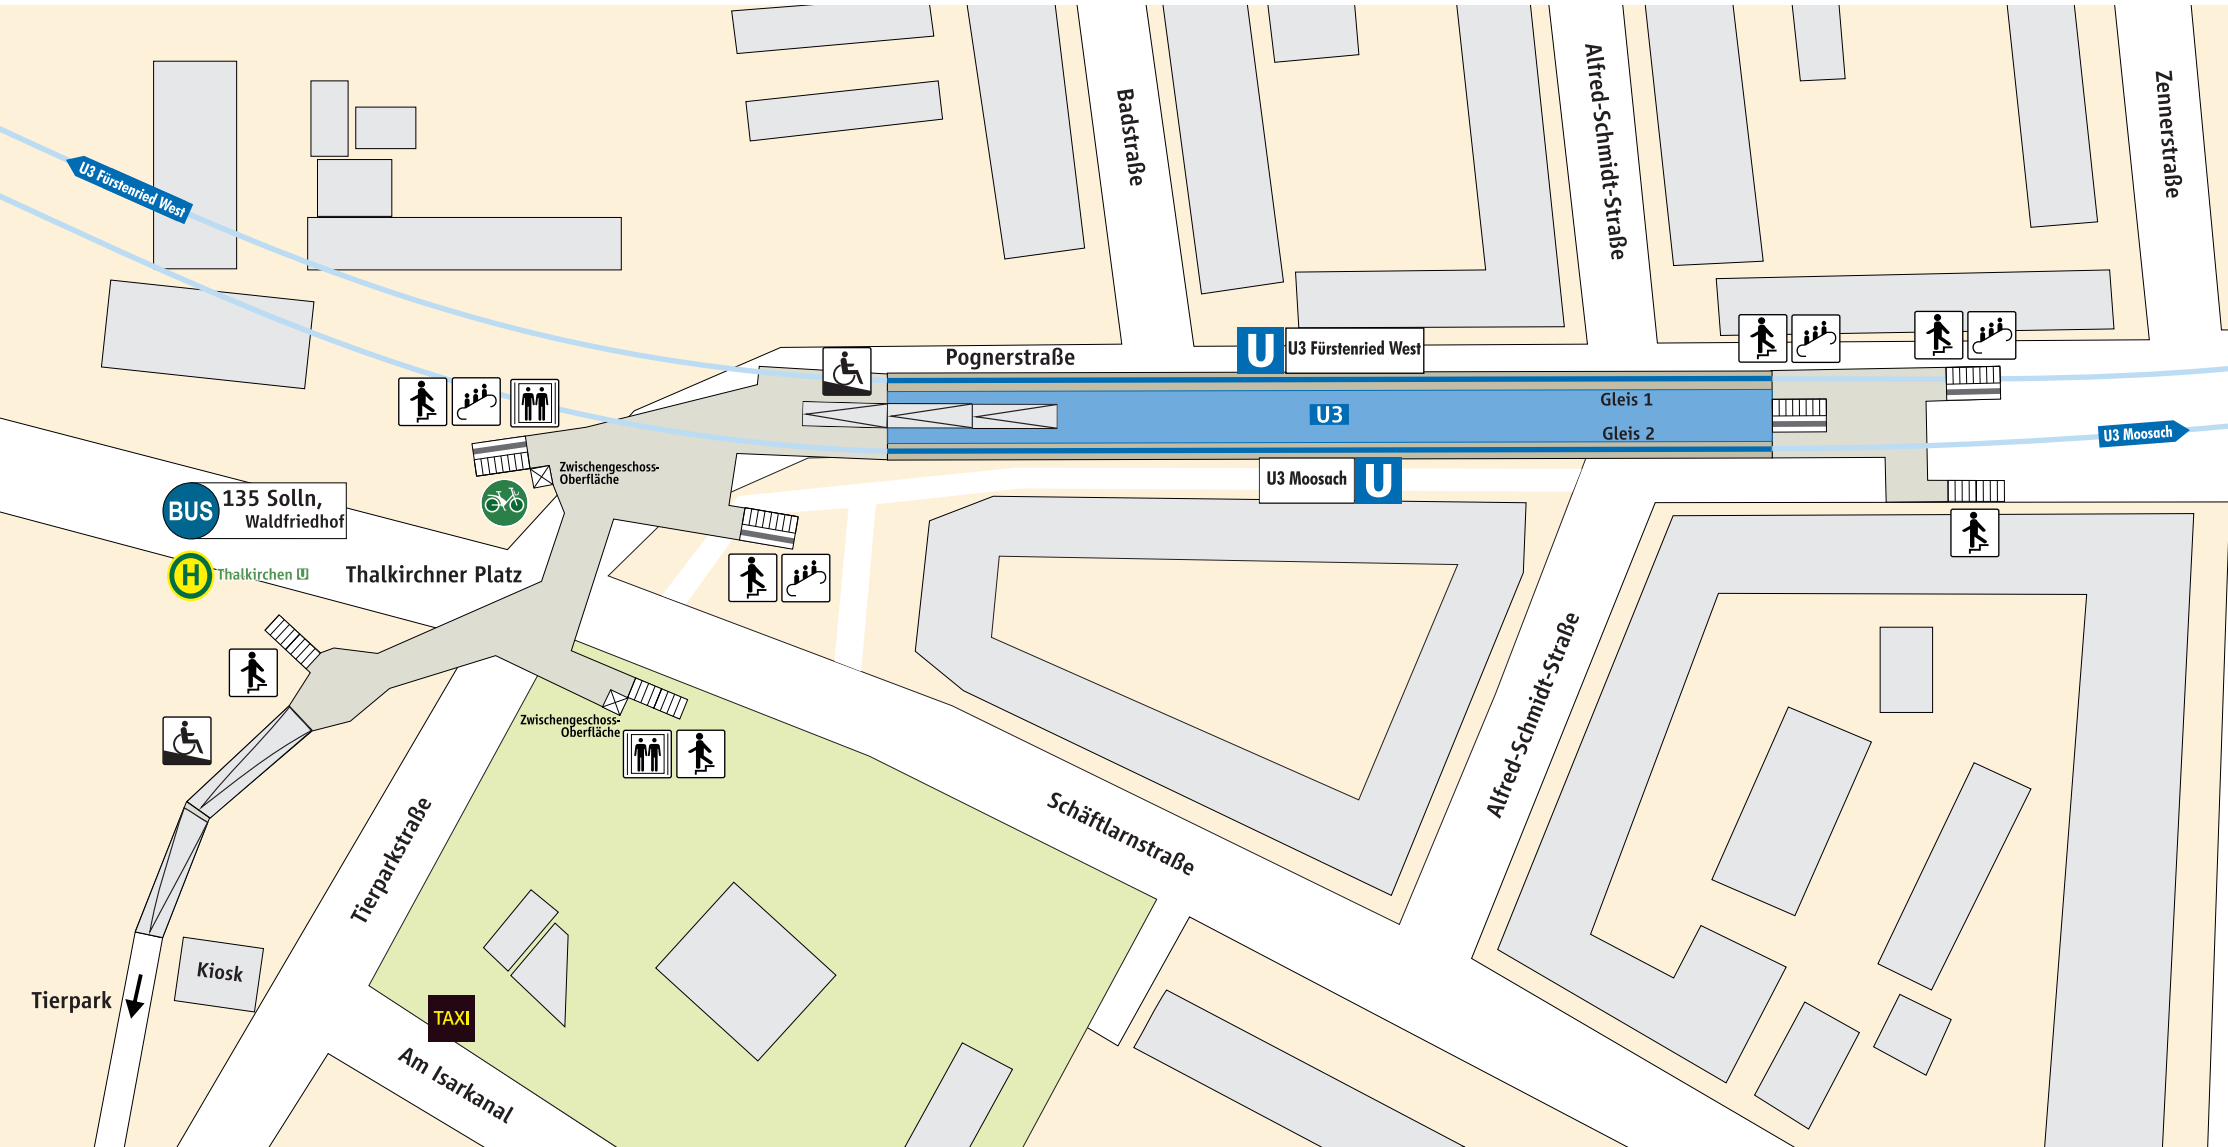 Badstraße
Alfred-Schmidt-Straße
Zennerstraße
U3 Fürstenried West
Pognerstraße
U
U3 Fürstenried West
Gleis 1
U3
Gleis 2
U3 Moosach
U3 Moosach
U
Zwischengeschoss-
Oberfläche
BUS
135 Solln,
Waldfriedhof
H
Thalkirchen U
Thalkirchner Platz
Alfred-Schmidt-Straße
Zwischengeschoss-
Oberfläche
Schäftlarnstraße
Tierparkstraße
Kiosk
Tierpark
TAXI
Am Isarkanal